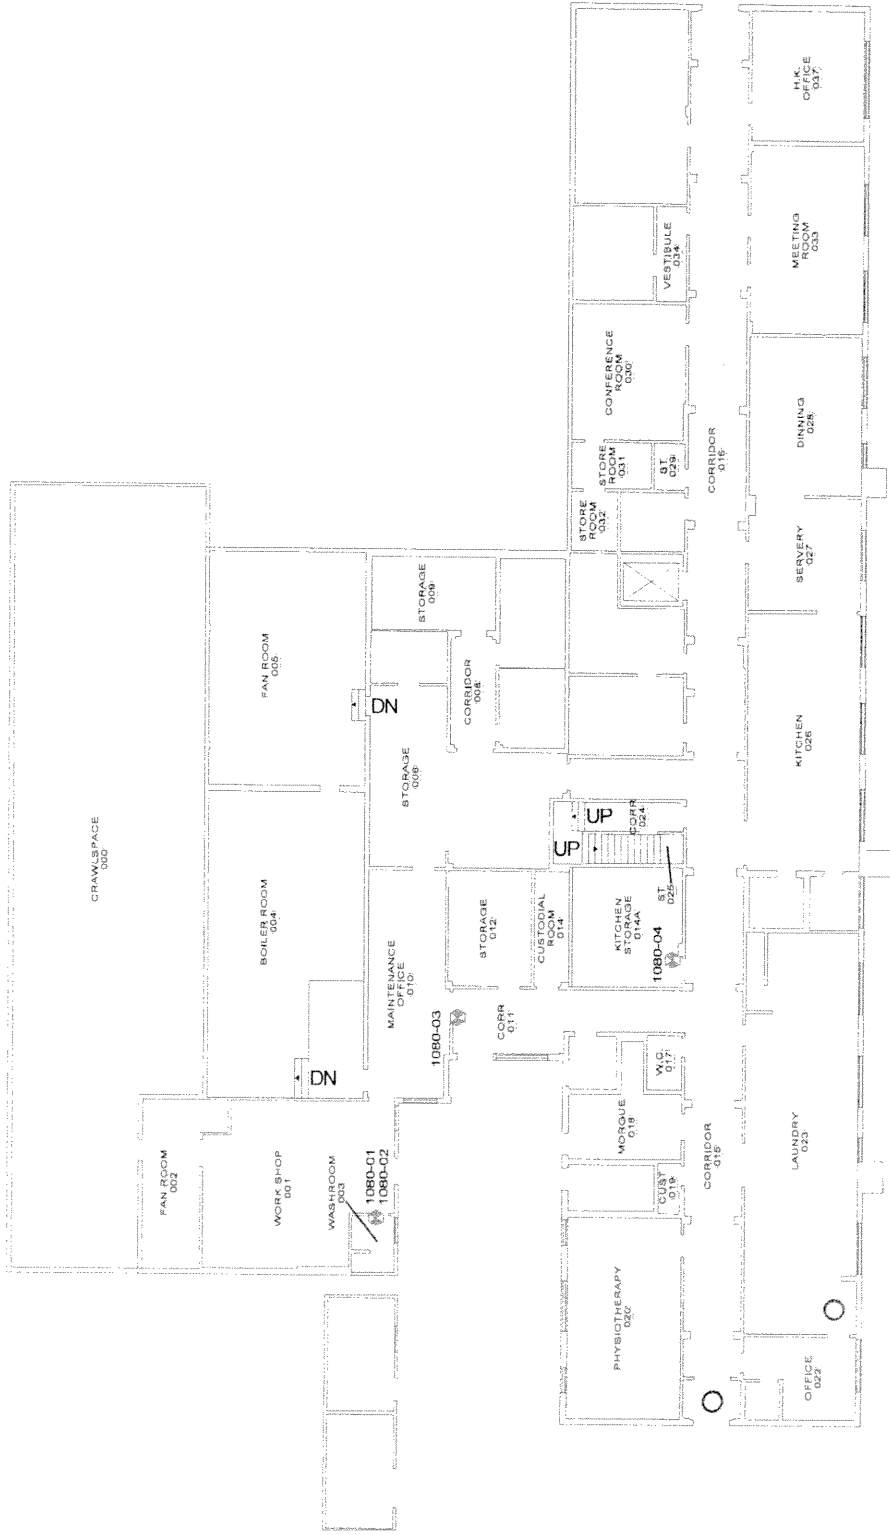 CRAWLSPACE
000
FAN ROOM
002
BOILER ROOM
004
FAN ROOM
005
WORK SHOP
001
WASHROOM
003
1080-01
1080-02
DN
DN
MAINTENANCE
OFFICE
010
STORAGE
006
STORAGE
009
CORRIDOR
008
1080-03
CORR
011
STORAGE
012
CUSTODIAL
ROOM
014
UP
UP
CORR
024
ST
025
KITCHEN
STORAGE
014A
1080-04
STORE
ROOM
032
STORE
ROOM
031
ST
029
CONFERENCE
ROOM
030
VESTIBULE
034
PHYSIOTHERAPY
020
MORGUE
018
CUST
019
W.C.
017
CORRIDOR
015
CORRIDOR
016
OFFICE
022
LAUNDRY
023
KITCHEN
026
SERVERY
027
DINNING
028
MEETING
ROOM
033
H.K.
OFFICE
037